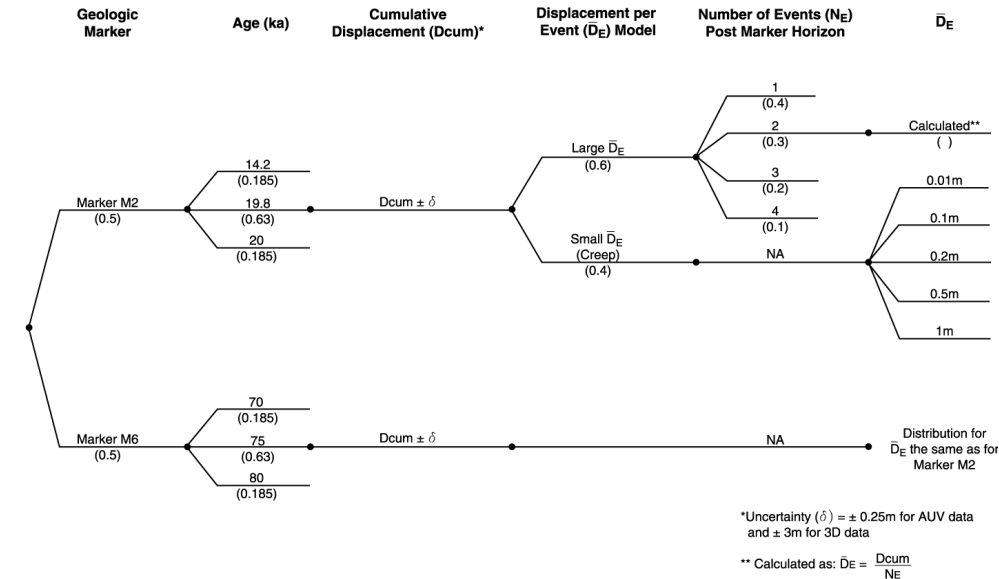 Geologic
Marker
Age (ka)
Cumulative
Displacement (Dcum)*
Displacement per
Event (D̅E) Model
Number of Events (NE)
Post Marker Horizon
D̅E
Marker M2
(0.5)
14.2
(0.185)
19.8
(0.63)
20
(0.185)
Dcum ± δ
Large D̅E
(0.6)
Small D̅E
(Creep)
(0.4)
1
(0.4)
2
(0.3)
3
(0.2)
4
(0.1)
NA
Calculated**
( )
0.01m
0.1m
0.2m
0.5m
1m
Marker M6
(0.5)
70
(0.185)
75
(0.63)
80
(0.185)
Dcum ± δ
NA
Distribution for
D̅E the same as for
Marker M2
*Uncertainty (δ) = ± 0.25m for AUV data
and ± 3m for 3D data
** Calculated as: D̅E = Dcum
NE